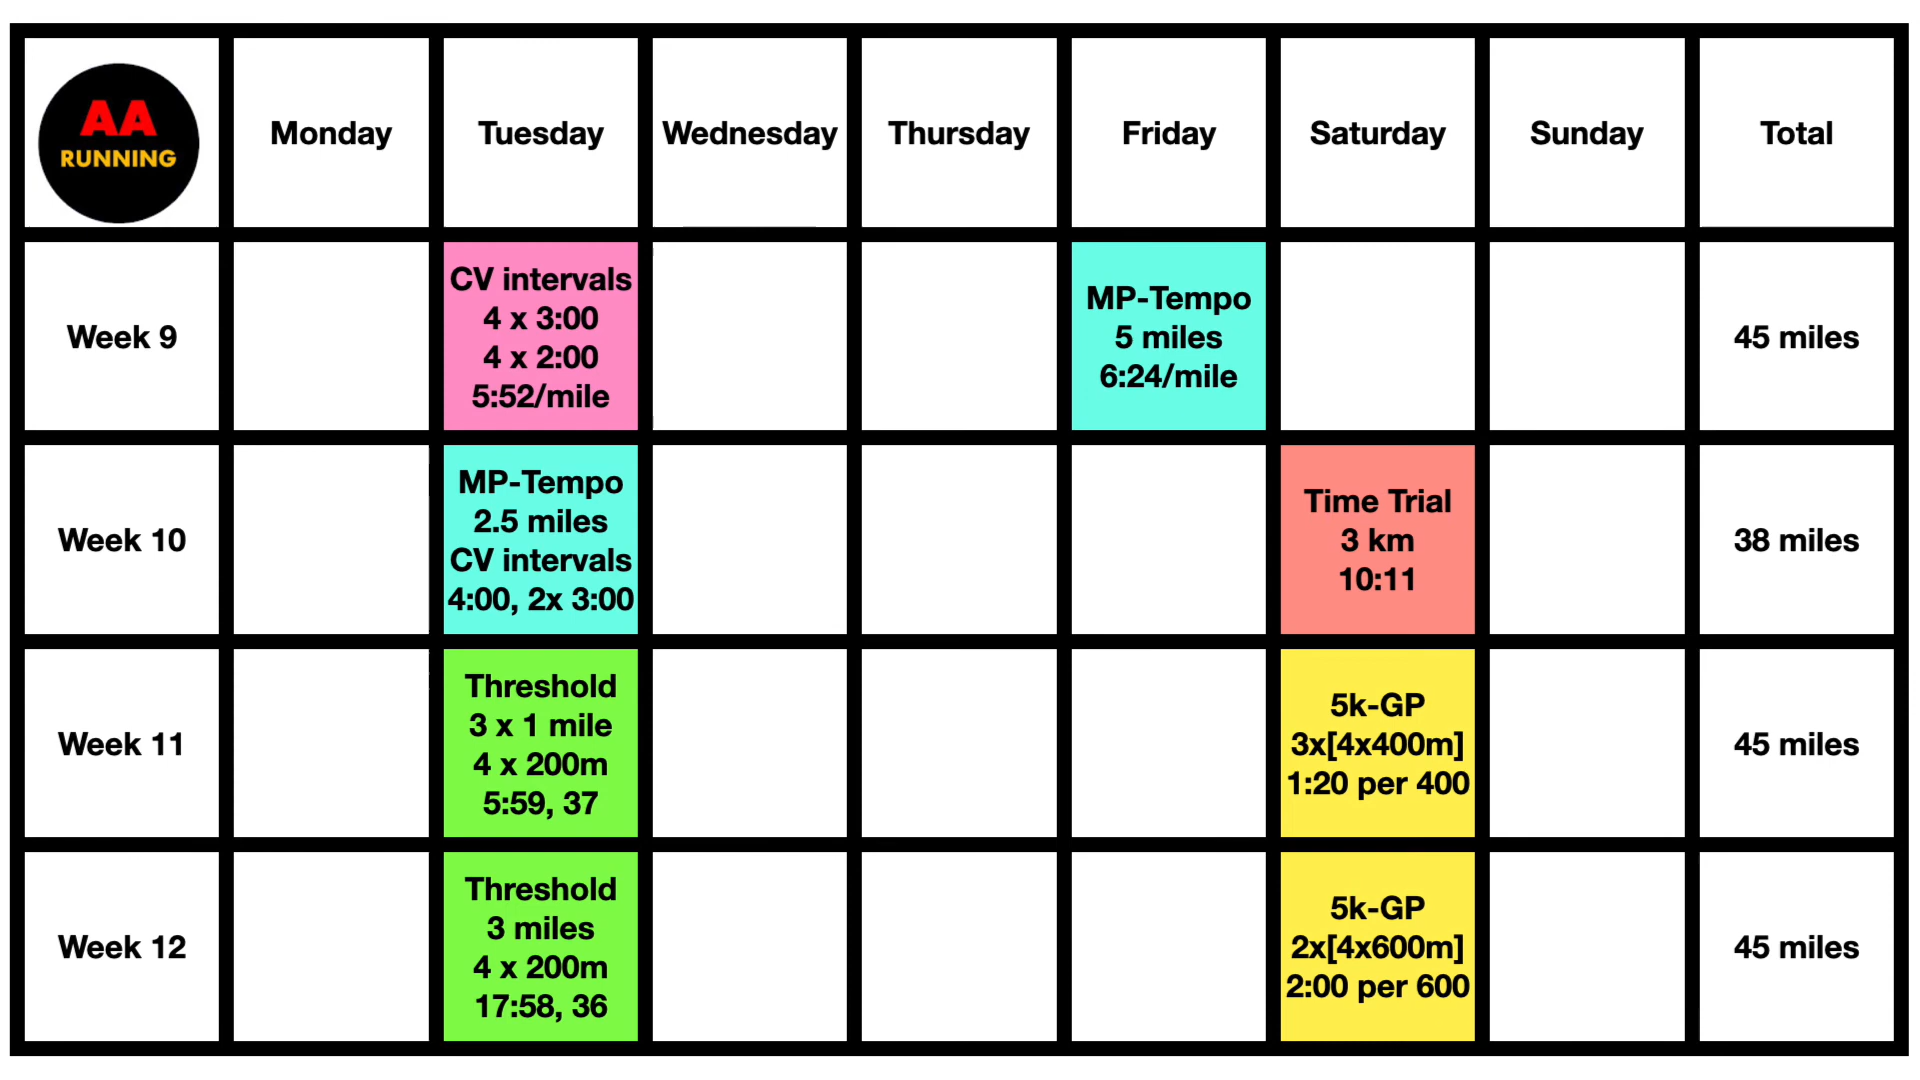 AA
RUNNING
Monday
Tuesday
Wednesday
Thursday
Friday
Saturday
Sunday
Total
Week 9
CV intervals
4 x 3:00
4 x 2:00
5:52/mile
MP-Tempo
5 miles
6:24/mile
45 miles
Week 10
MP-Tempo
2.5 miles
CV intervals
4:00, 2x 3:00
Time Trial
3 km
10:11
38 miles
Week 11
Threshold
3 x 1 mile
4 x 200m
5:59, 37
5k-GP
3x[4x400m]
1:20 per 400
45 miles
Week 12
Threshold
3 miles
4 x 200m
17:58, 36
5k-GP
2x[4x600m]
2:00 per 600
45 miles